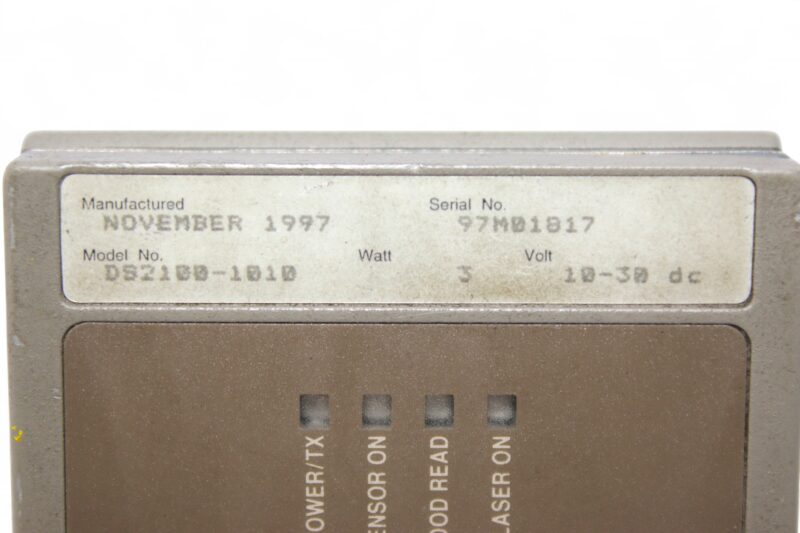 Manufactured Serial No.
NOVEMBER 1997 97M01817
Model No. Watt Volt
DS2100-1010 3 10-30 dc
OWER/TX
ENSOR ON
OOD READ
LASER ON